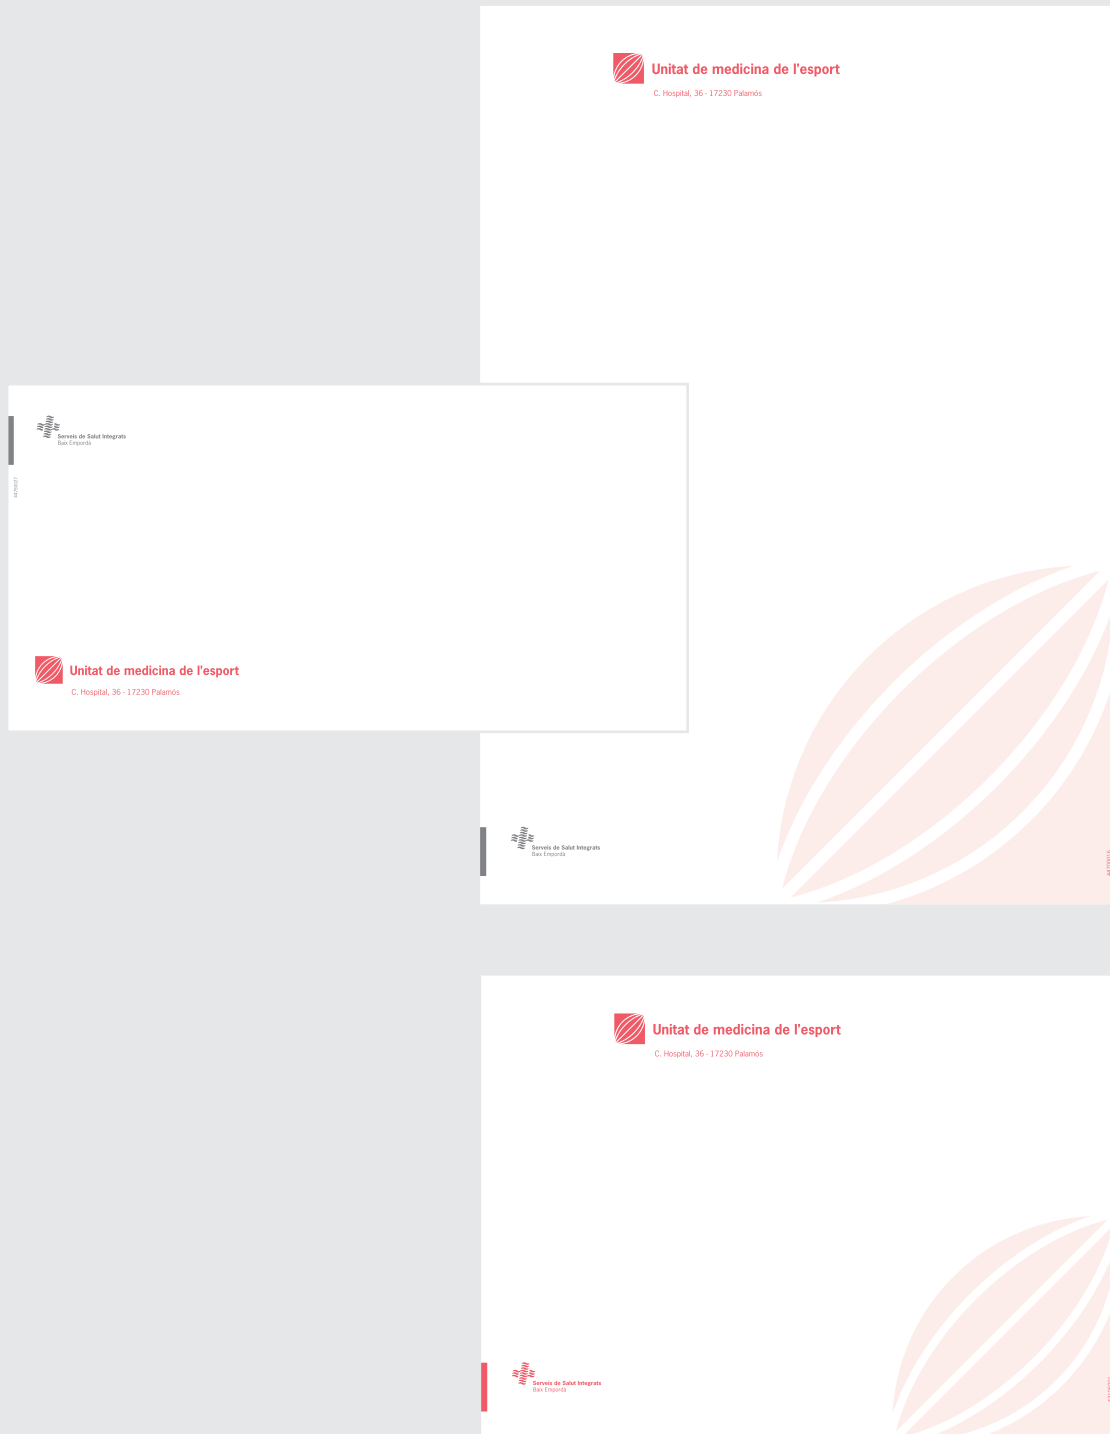 Unitat de medicina de l'esport
C. Hospital, 36 - 17230 Palamós
Serveis de Salut Integrats
Baix Empordà
Unitat de medicina de l'esport
C. Hospital, 36 - 17230 Palamós
Serveis de Salut Integrats
Baix Empordà
Unitat de medicina de l'esport
C. Hospital, 36 - 17230 Palamós
Serveis de Salut Integrats
Baix Empordà